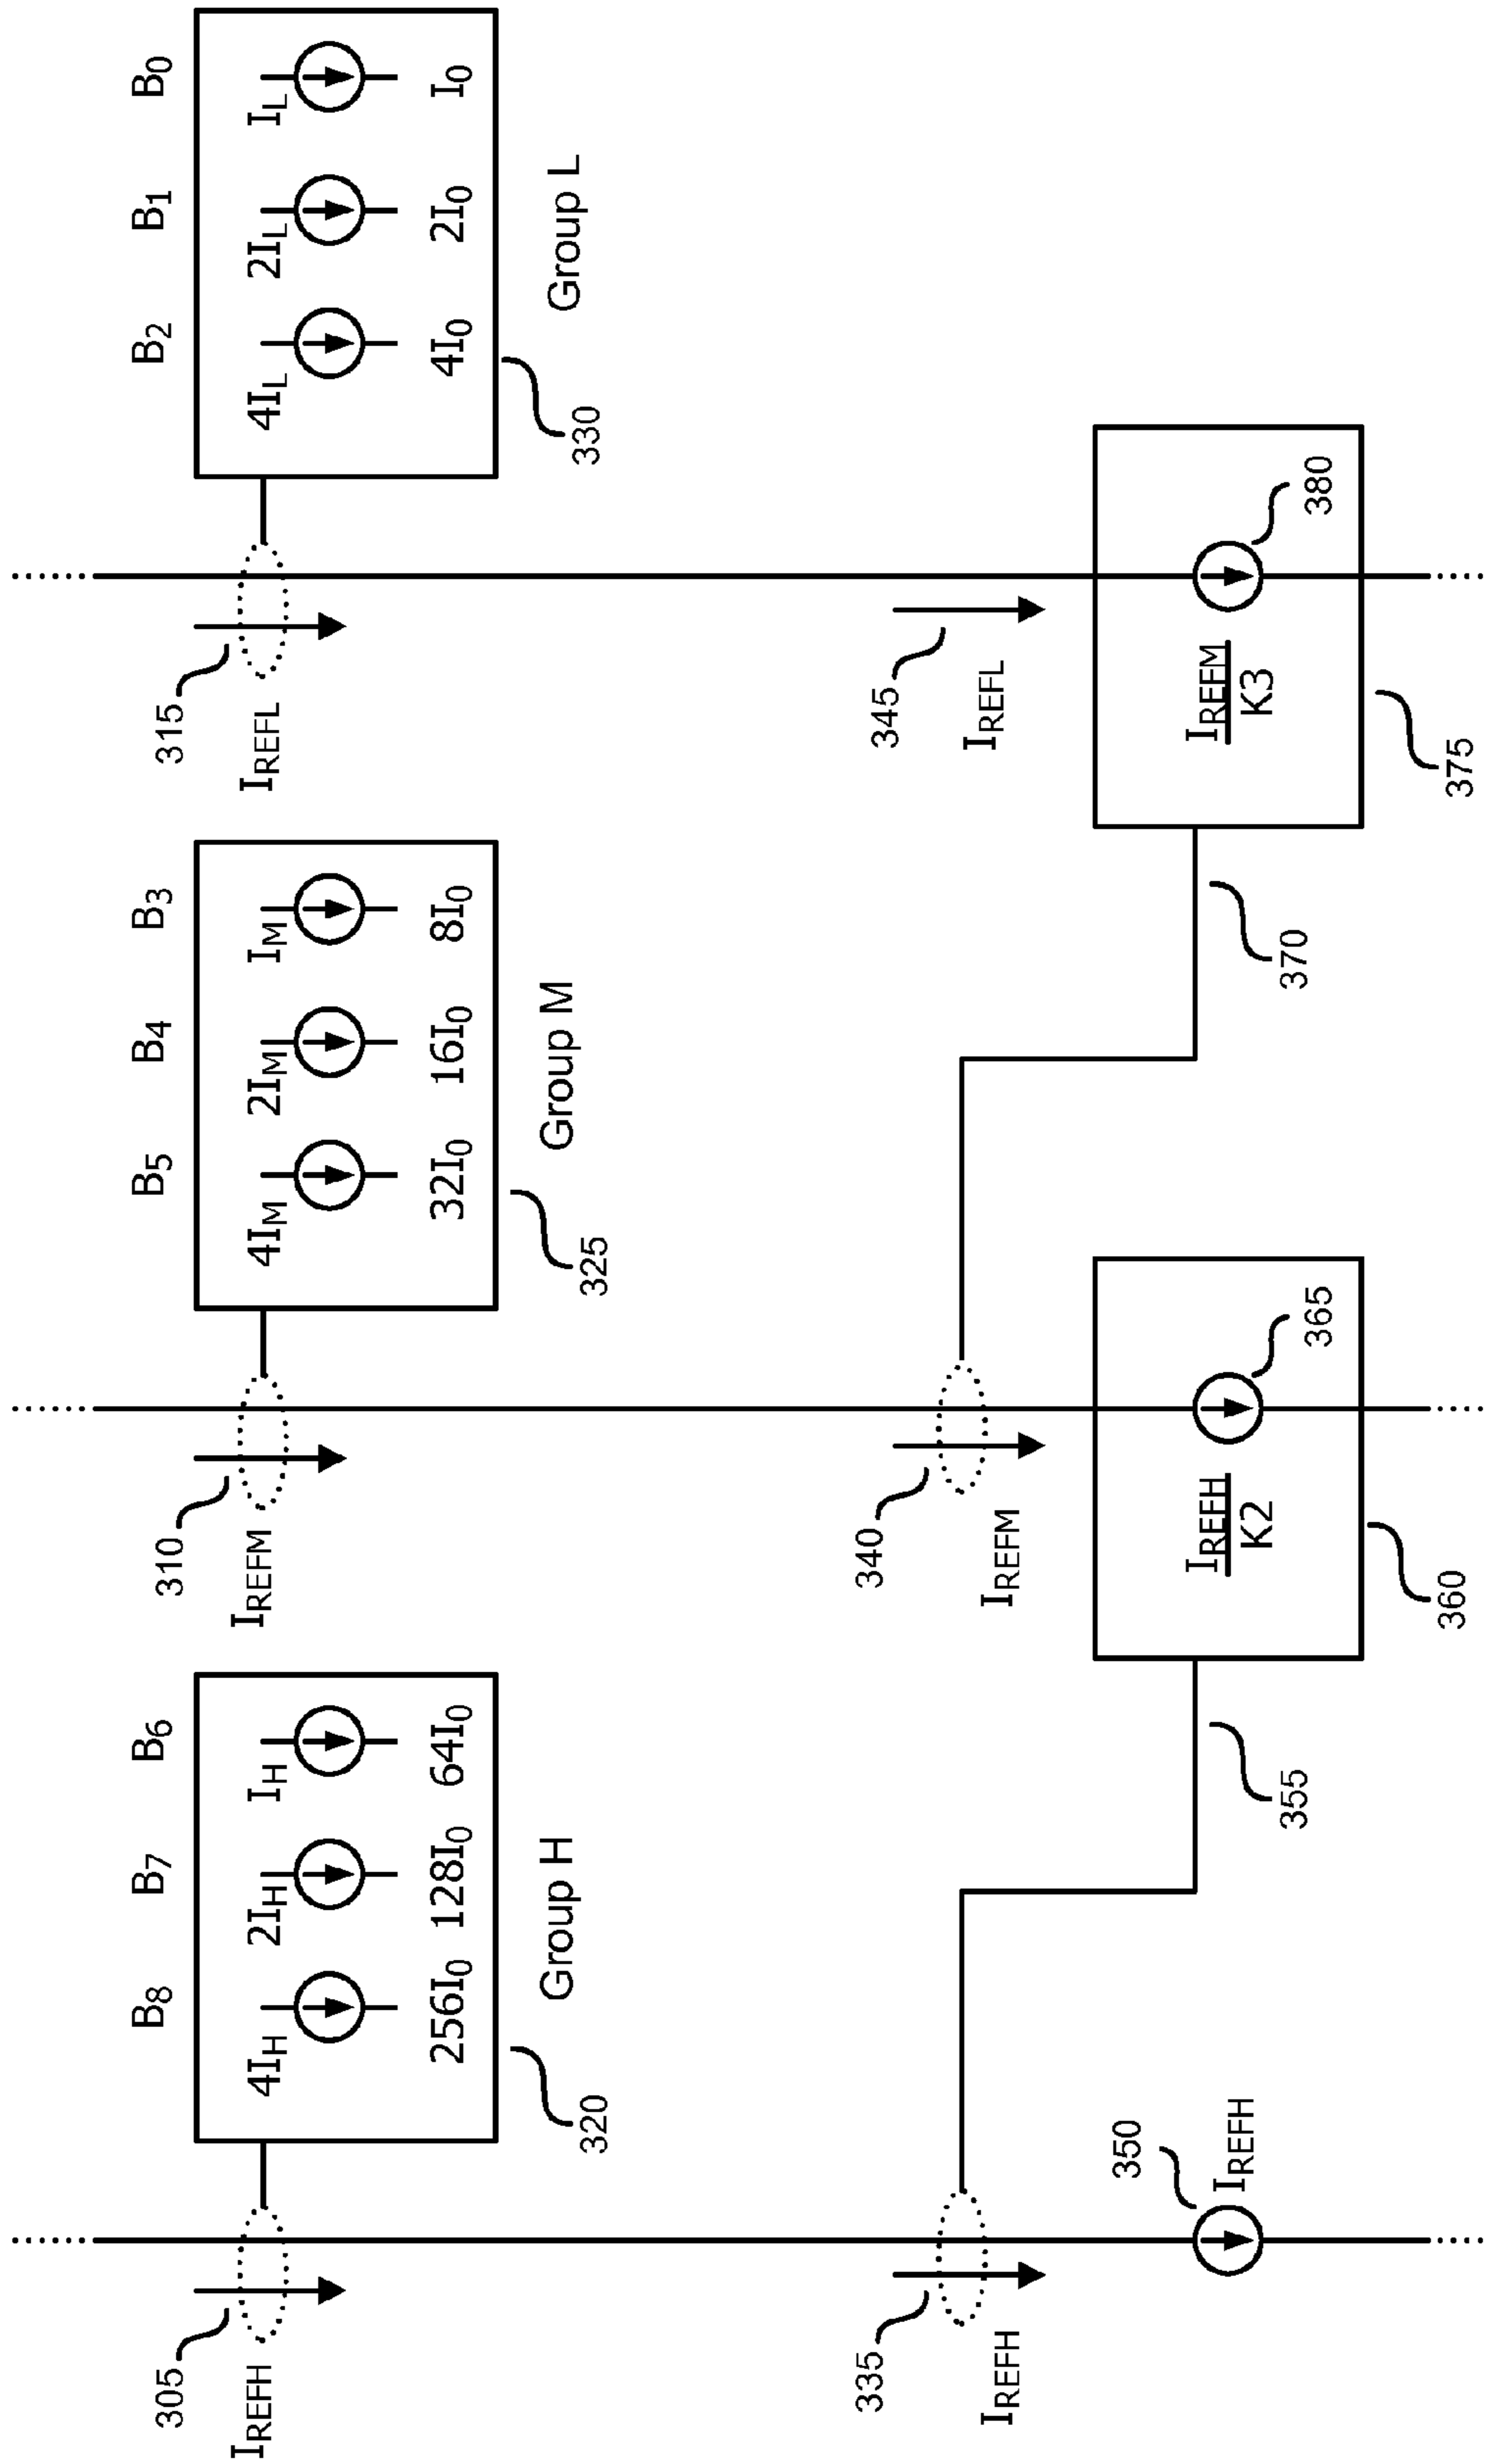 B8 B7 B6
4IH 2IH IH
256I0 128I0 64I0
Group H
320
305
IREFH
B5 B4 B3
4IM 2IM IM
32I0 16I0 8I0
Group M
325
310
IREFM
B2 B1 B0
4IL 2IL IL
4I0 2I0 I0
Group L
330
315
IREFL
335
IREFH
340
IREFM
345
IREFL
350
IREFH
355
IREFH
K2
365
360
370
IREFM
K3
380
375